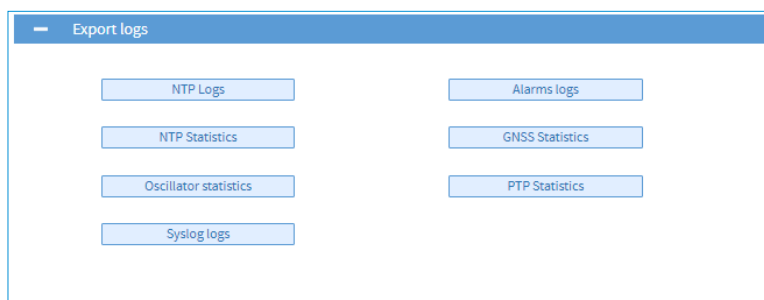 Export logs
NTP Logs
Alarms logs
NTP Statistics
GNSS Statistics
Oscillator statistics
PTP Statistics
Syslog logs